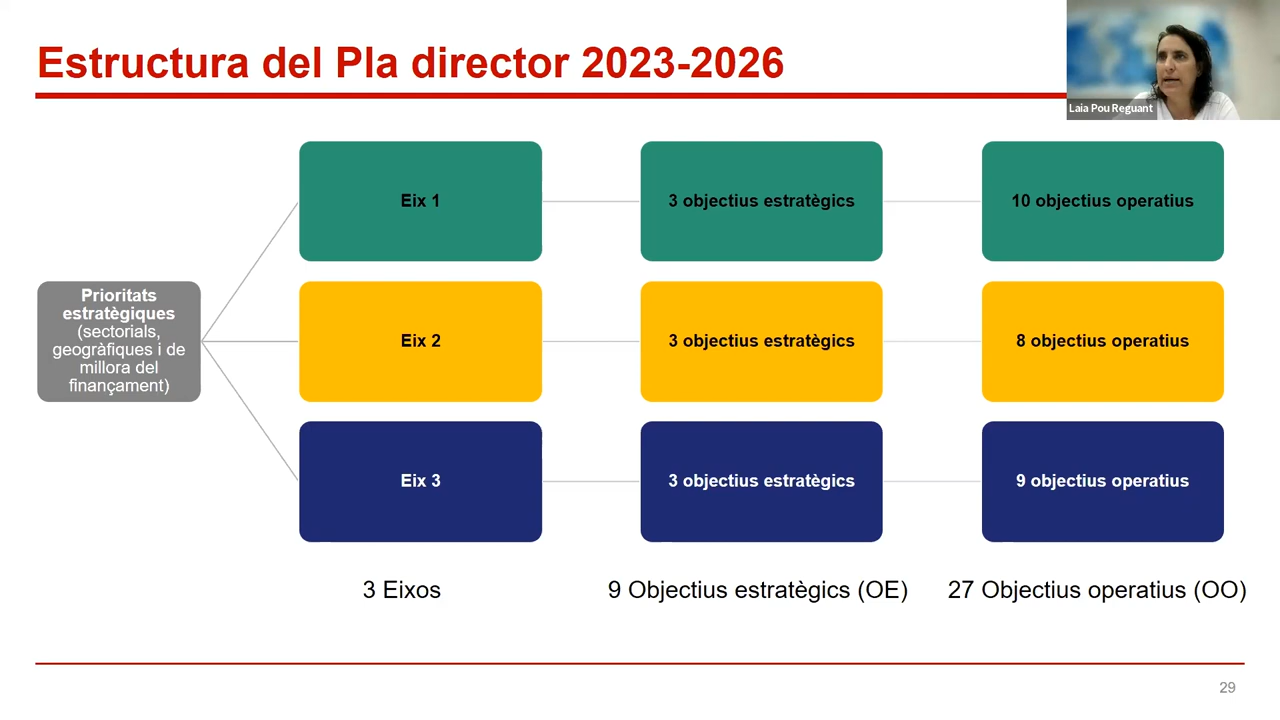 Estructura del Pla director 2023-2026
Laia Pou Reguant
Eix 1
3 objectius estratègics
10 objectius operatius
Prioritats
estratègiques
(sectorials,
geogràfiques i de
millora del
finançament)
Eix 2
3 objectius estratègics
8 objectius operatius
Eix 3
3 objectius estratègics
9 objectius operatius
3 Eixos
9 Objectius estratègics (OE)
27 Objectius operatius (OO)
29